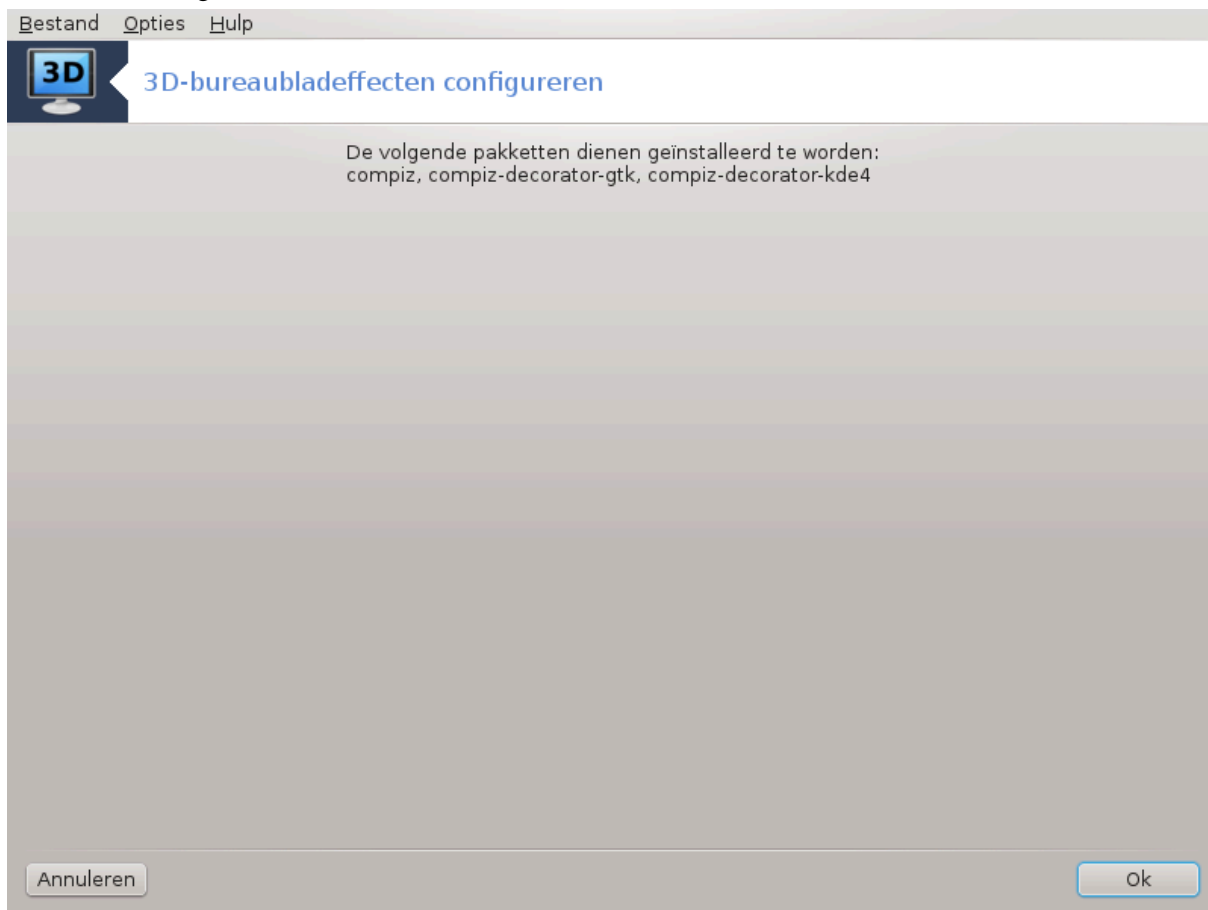 Bestand Opties Hulp
3D
3D-bureaubladeffecten configureren
De volgende pakketten dienen geïnstalleerd te worden:
compiz, compiz-decorator-gtk, compiz-decorator-kde4
Annuleren Ok